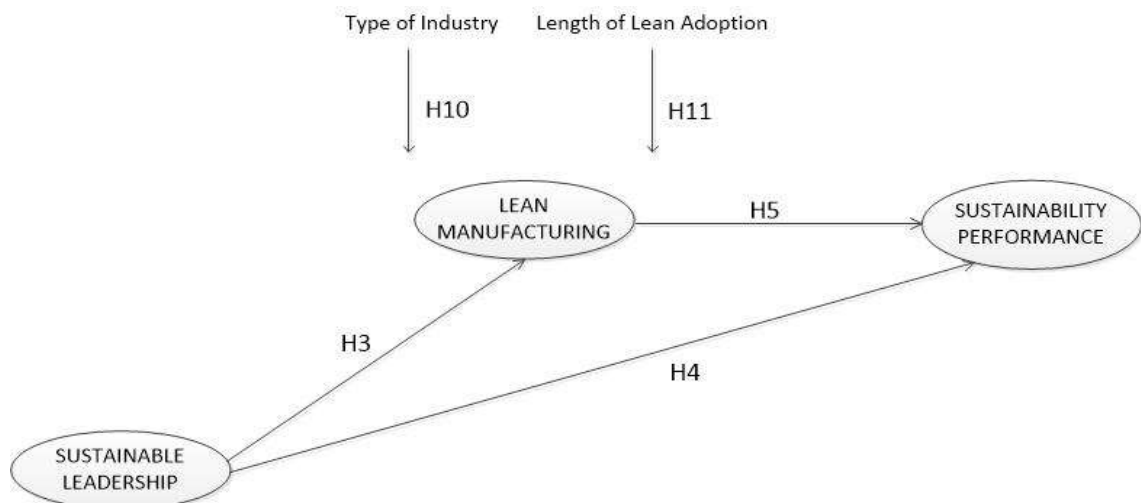 Type of Industry
Length of Lean Adoption
H10
H11
LEAN
MANUFACTURING
H5
SUSTAINABILITY
PERFORMANCE
H3
H4
SUSTAINABLE
LEADERSHIP